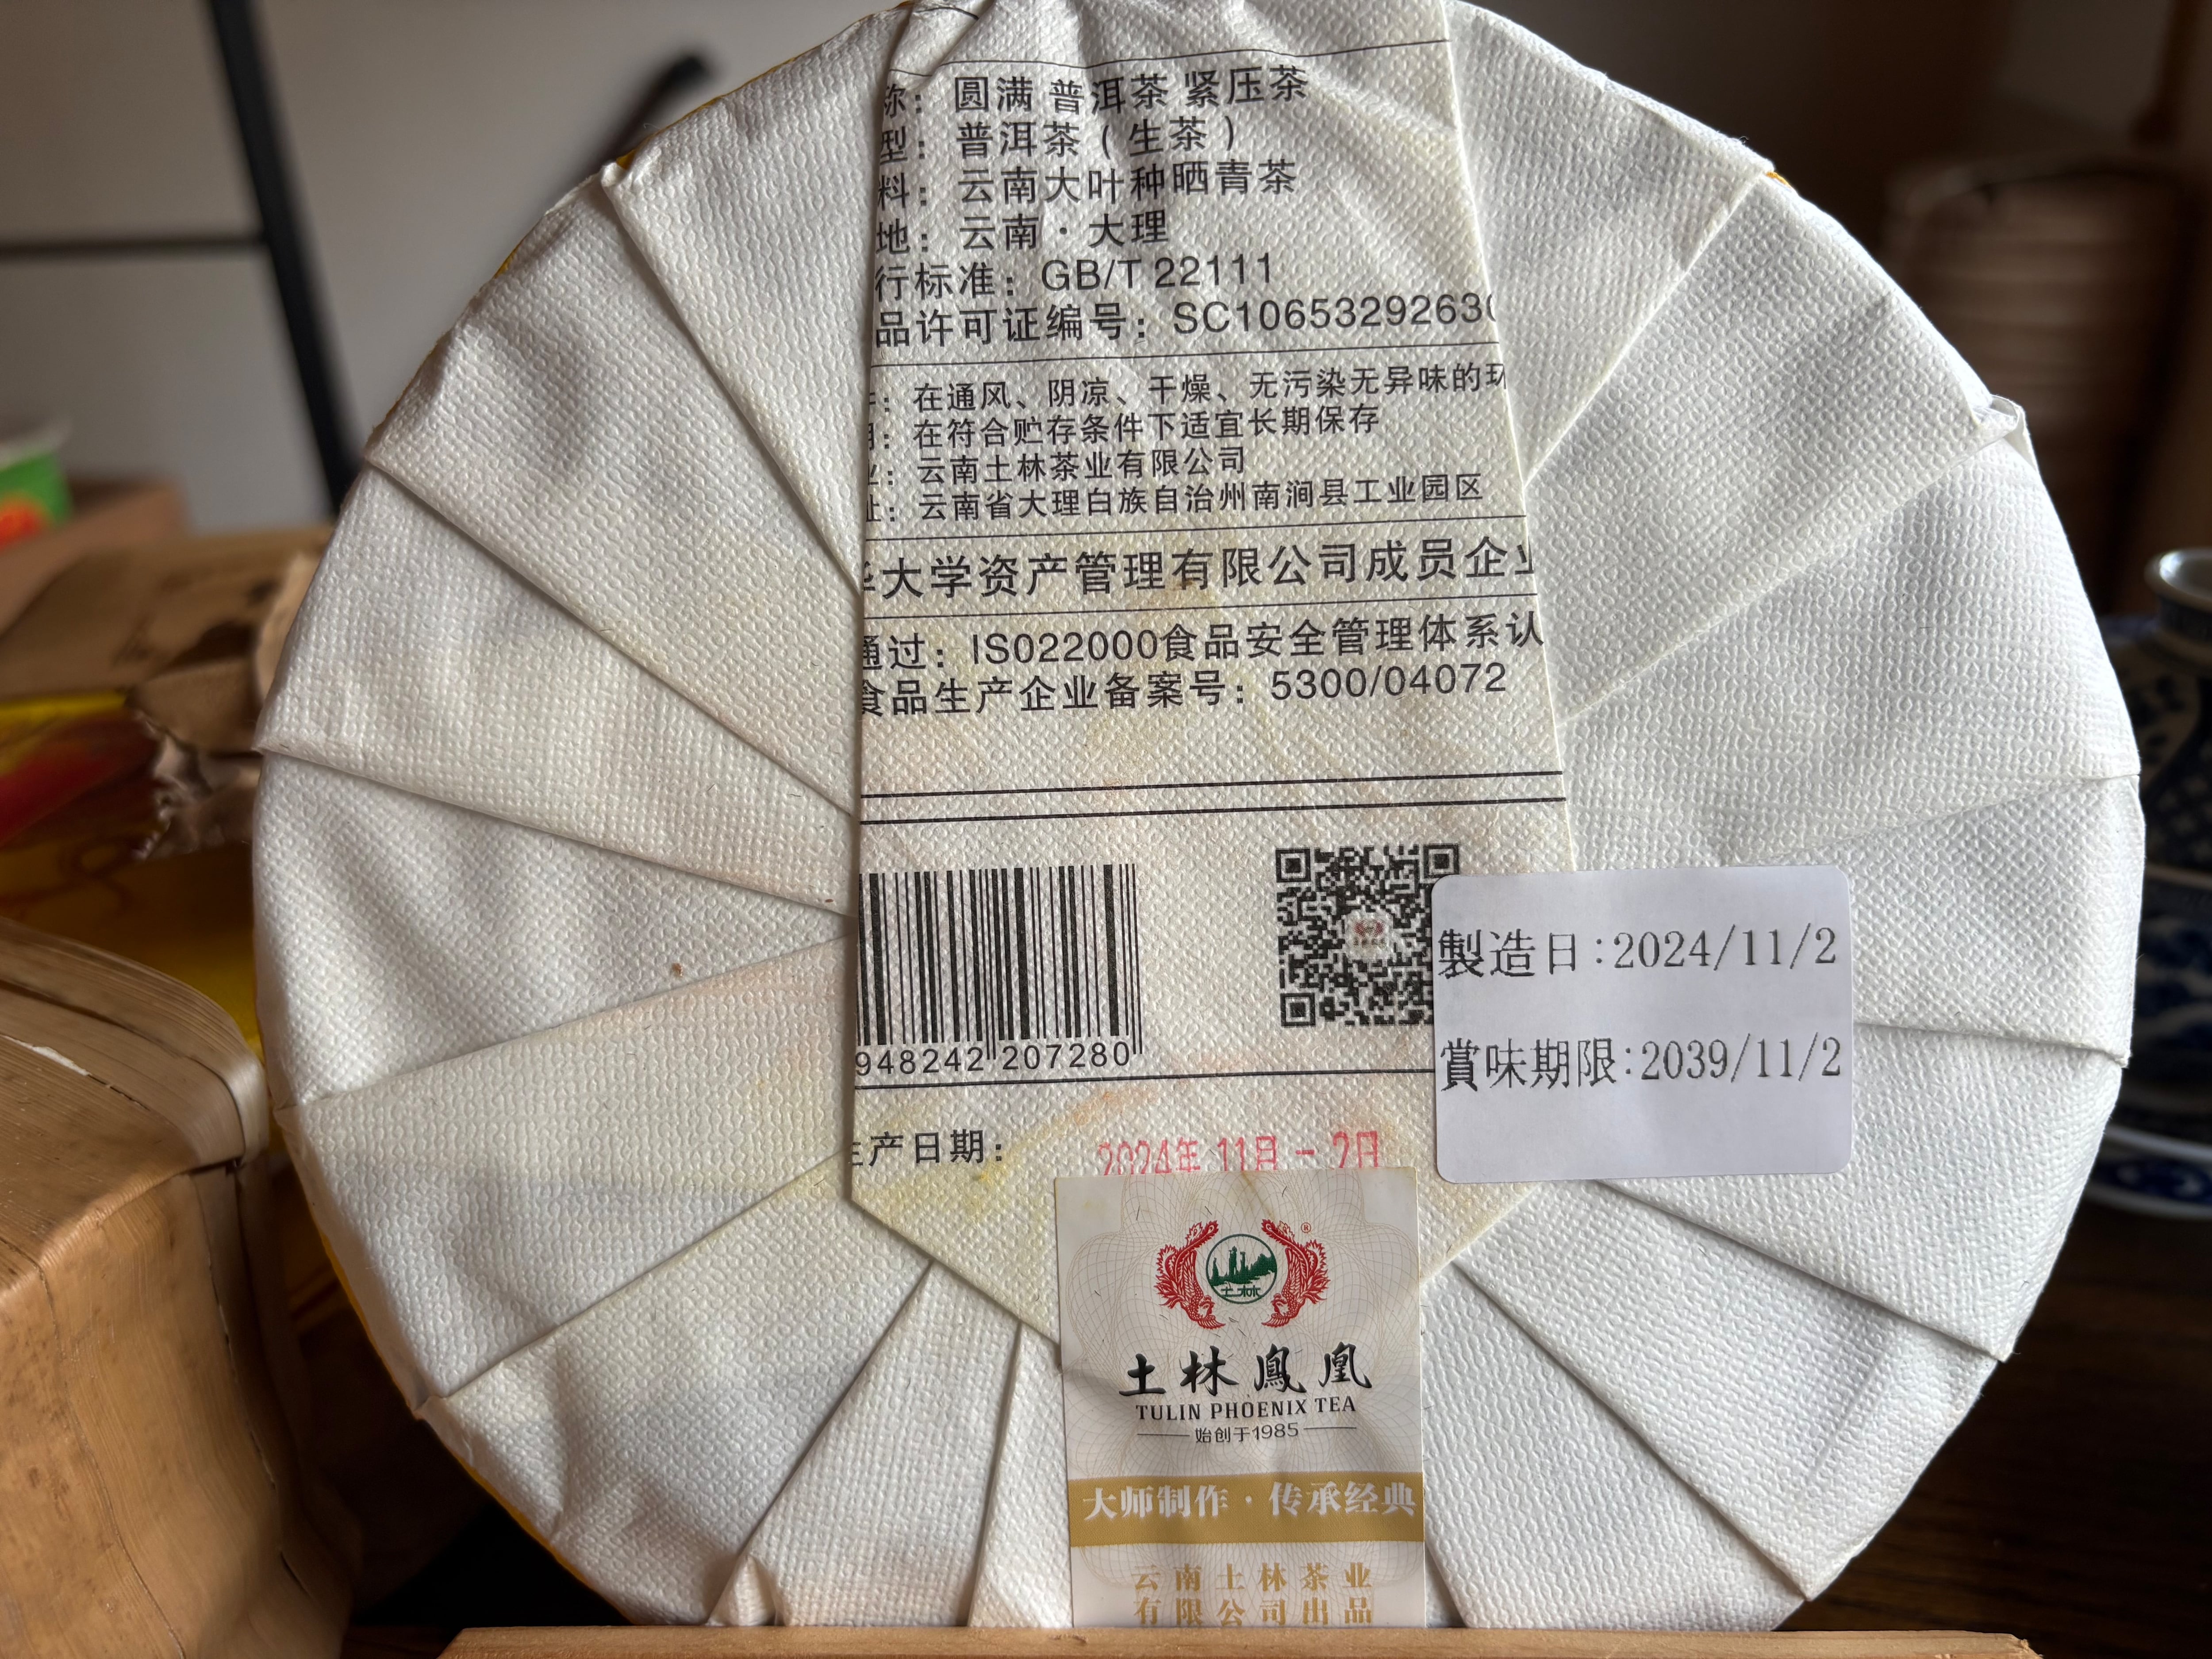 称：圆满 普洱茶 紧压茶
型：普洱茶（生茶）
料：云南大叶种晒青茶
地：云南·大理
行标准：GB/T 22111
品许可证编号：SC1065329263
：在通风、阴凉、干燥、无污染无异味的环
：在符合贮存条件下适宜长期保存
业：云南土林茶业有限公司
址：云南省大理白族自治州南涧县工业园区
大学资产管理有限公司成员企业
通过：ISO22000食品安全管理体系认
食品生产企业备案号：5300/04072
948242 207280
製造日:2024/11/2
賞味期限:2039/11/2
生产日期：
2024年 11月 - 2日
土林
®
土林鳳凰
TULIN PHOENIX TEA
始创于1985
大师制作·传承经典
云南土林茶业
有限公司出品